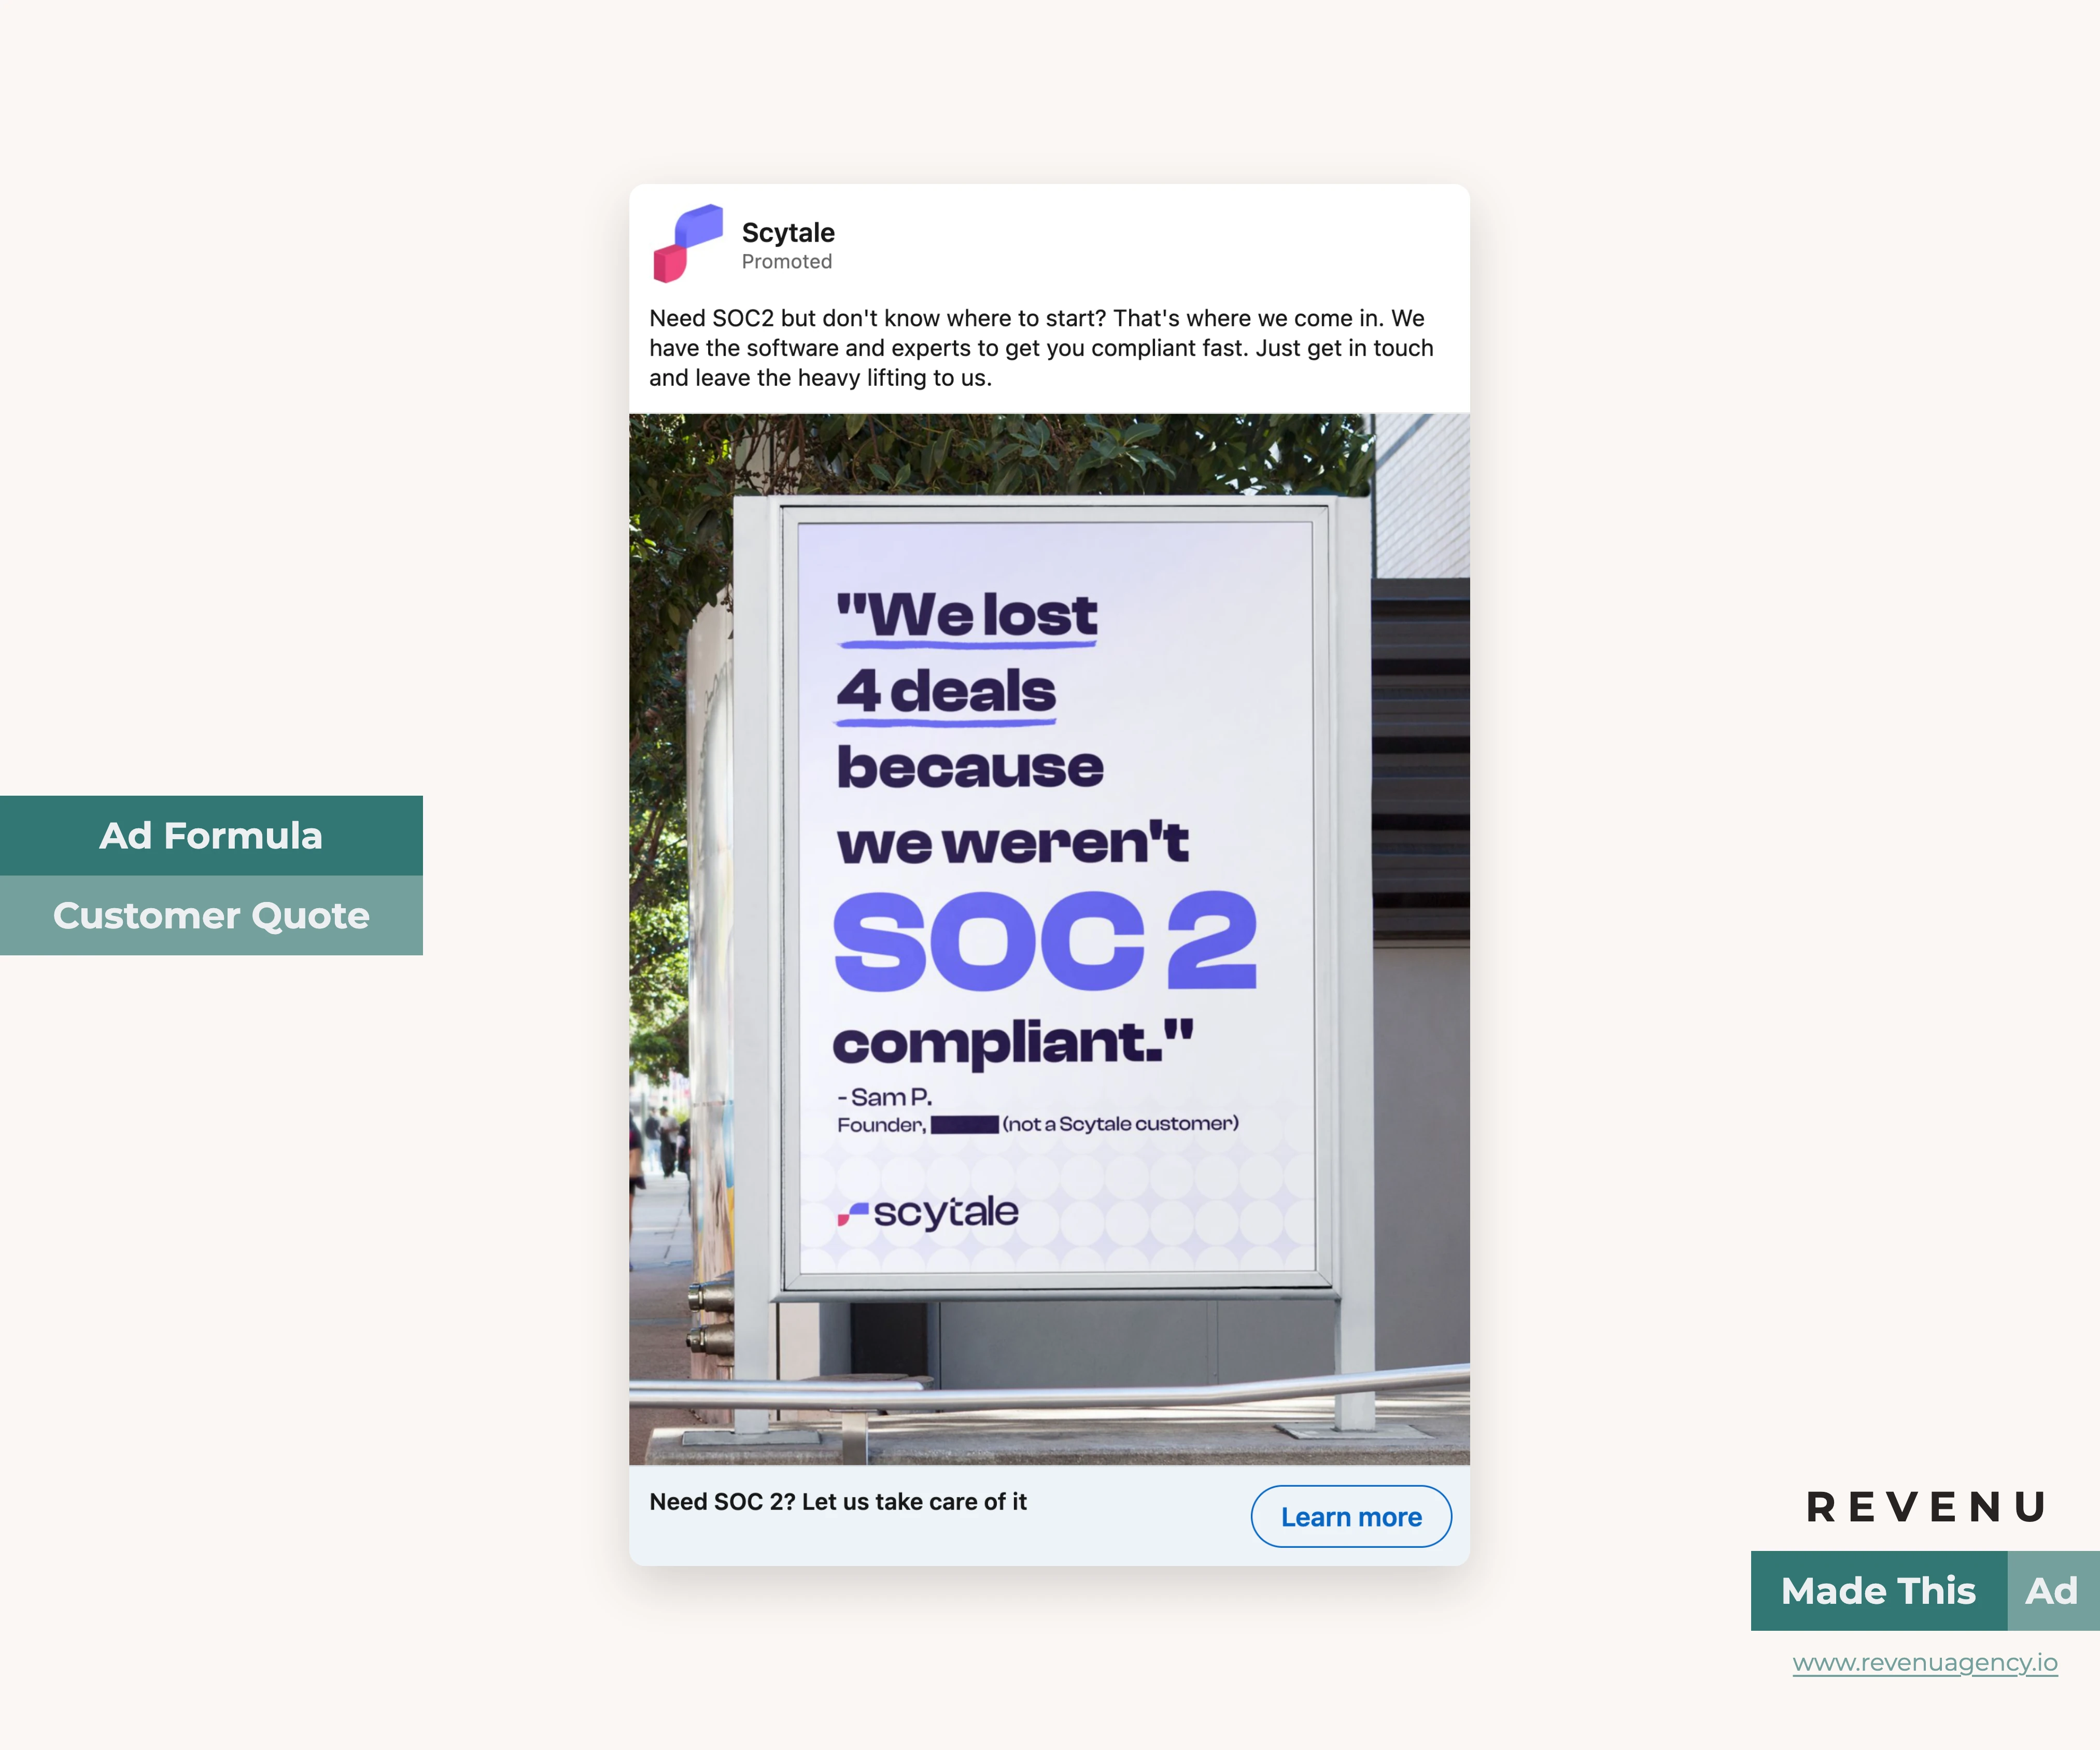 Scytale
Promoted
Need SOC2 but don't know where to start? That's where we come in. We
have the software and experts to get you compliant fast. Just get in touch
and leave the heavy lifting to us.
"We lost
4 deals
because
we weren't
SOC 2
compliant."
- Sam P.
Founder, (not a Scytale customer)
scytale
Need SOC 2? Let us take care of it
Learn more
Ad Formula
Customer Quote
REVENU
Made This Ad
www.revenuagency.io